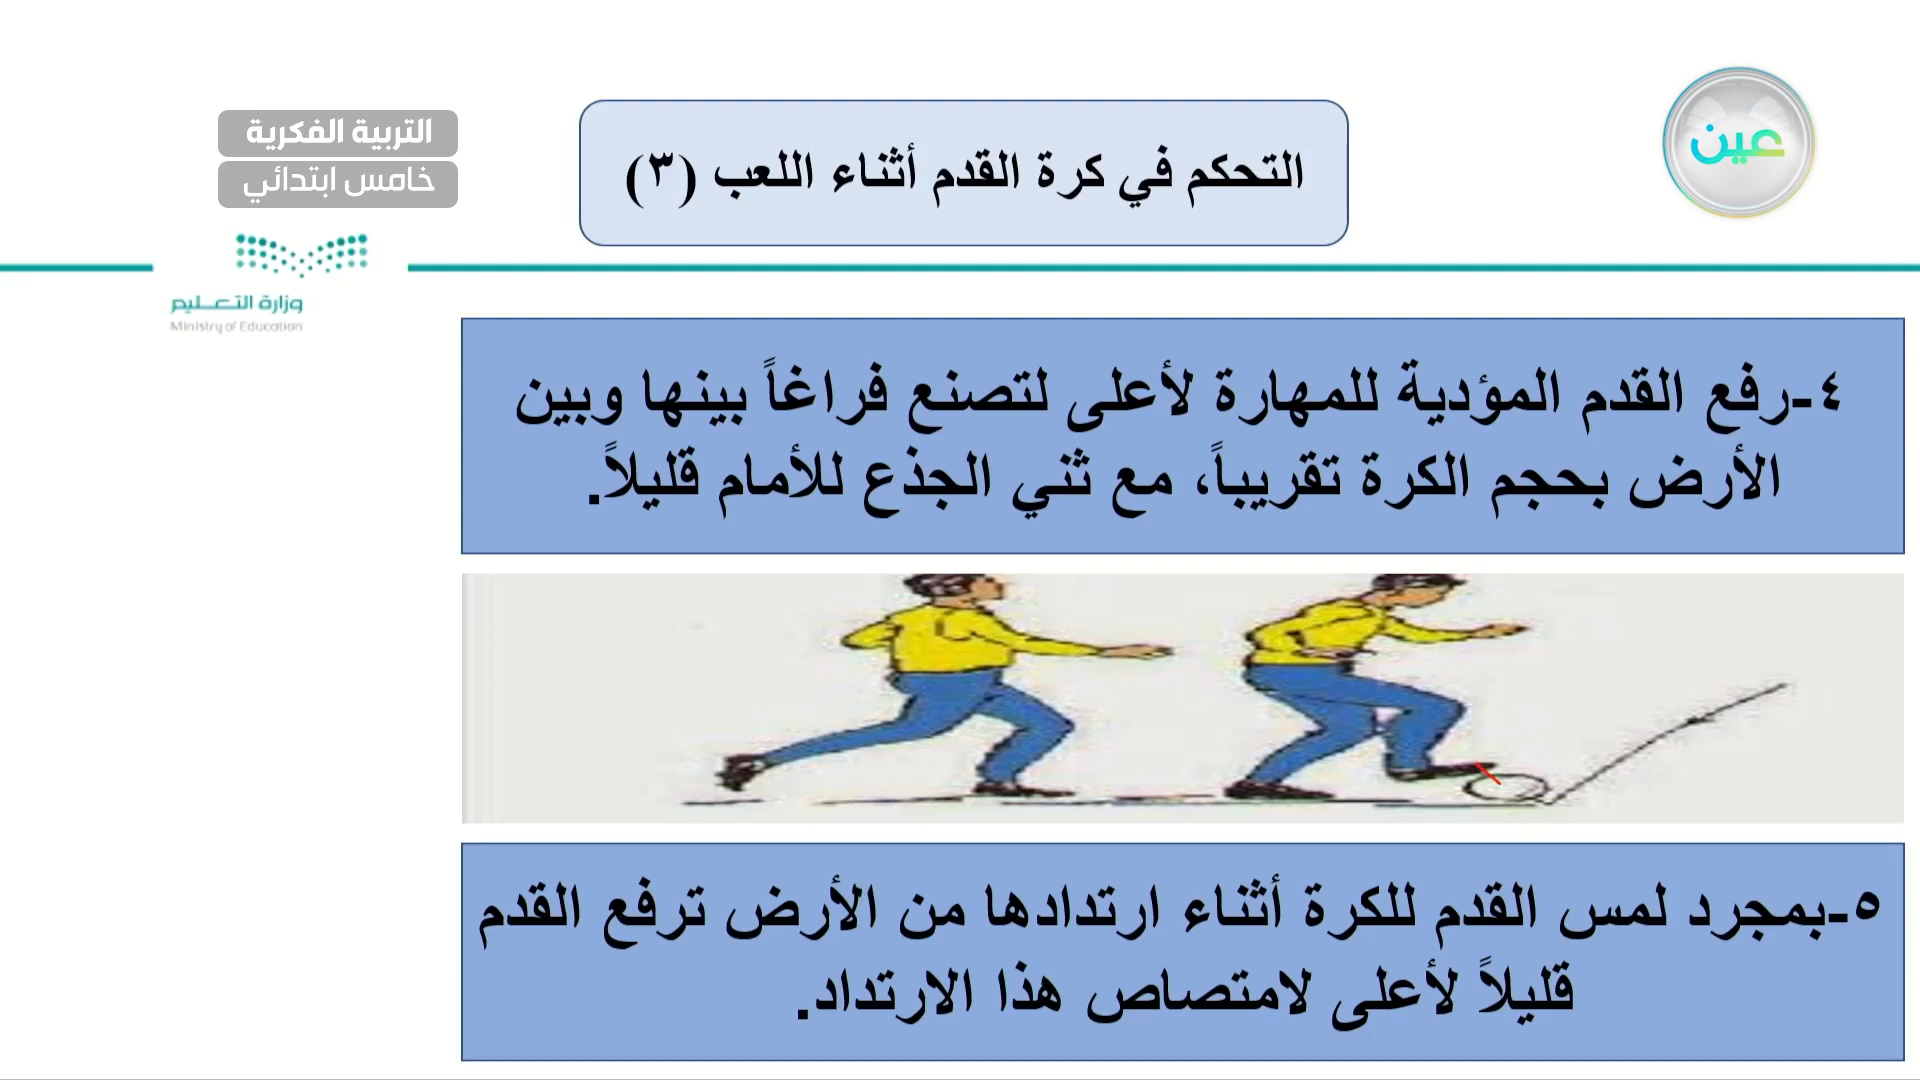 عين
التحكم في كرة القدم أثناء اللعب (٣)
التربية الفكرية
خامس ابتدائي
وزارة التعـليم
Ministry of Education
٤-رفع القدم المؤدية للمهارة لأعلى لتصنع فراغاً بينها وبين
الأرض بحجم الكرة تقريباً، مع ثني الجذع للأمام قليلاً.
٥-بمجرد لمس القدم للكرة أثناء ارتدادها من الأرض ترفع القدم
قليلاً لأعلى لامتصاص هذا الارتداد.